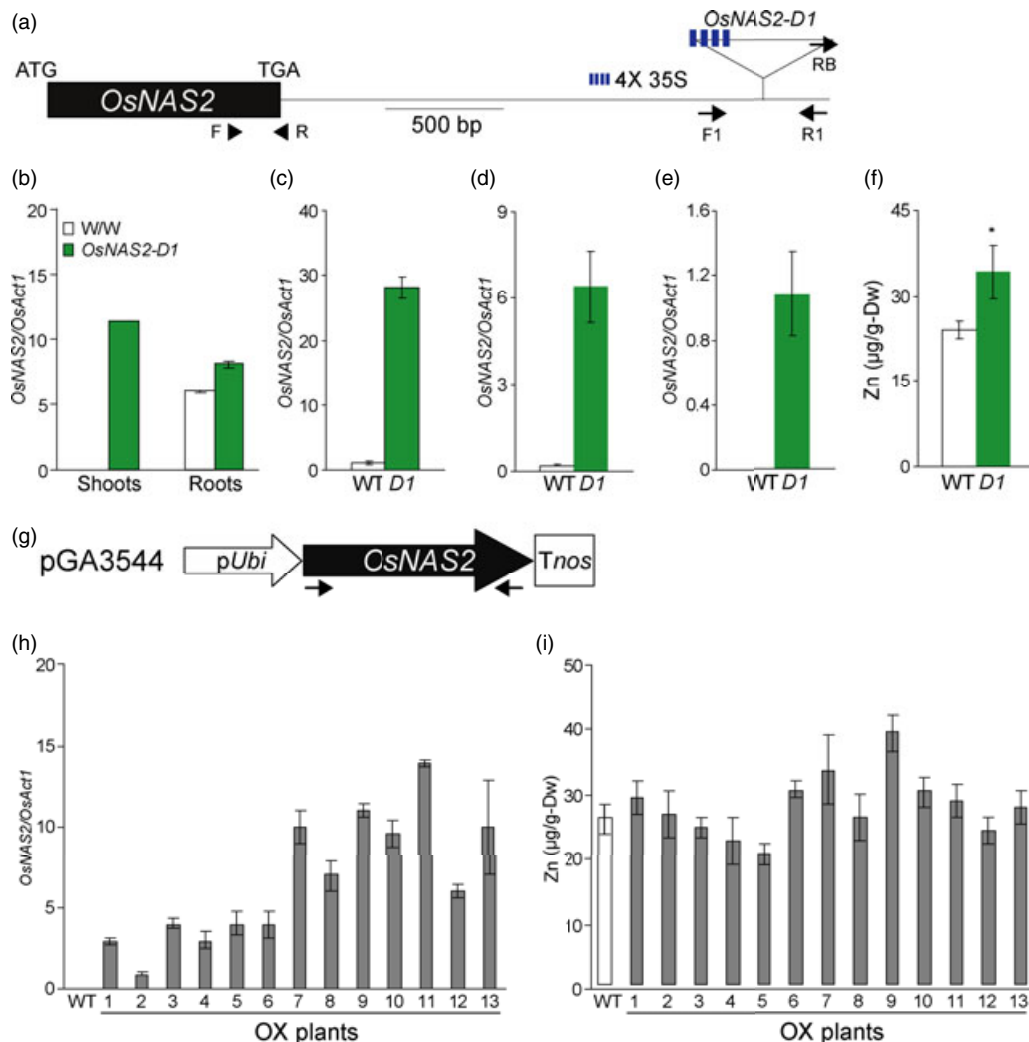 (a)
OsNAS2-D1
ATG
TGA
RB
OsNAS2
4X 35S
500 bp
F
R
F1
R1
(b)
(c)
(d)
(e)
(f)
20
15
10
5
0
OsNAS2/OsAct1
W/W
OsNAS2-D1
Shoots
Roots
40
30
20
10
0
OsNAS2/OsAct1
WT D1
9
6
3
0
OsNAS2/OsAct1
WT D1
1.6
1.2
0.8
0.4
0
OsNAS2/OsAct1
WT D1
45
30
15
0
Zn (µg/g-Dw)
*
WT D1
(g)
pGA3544
pUbi
OsNAS2
Tnos
(h)
20
15
10
5
0
OsNAS2/OsAct1
WT 1 2 3 4 5 6 7 8 9 10 11 12 13
OX plants
(i)
50
40
30
20
10
0
Zn (µg/g-Dw)
WT 1 2 3 4 5 6 7 8 9 10 11 12 13
OX plants